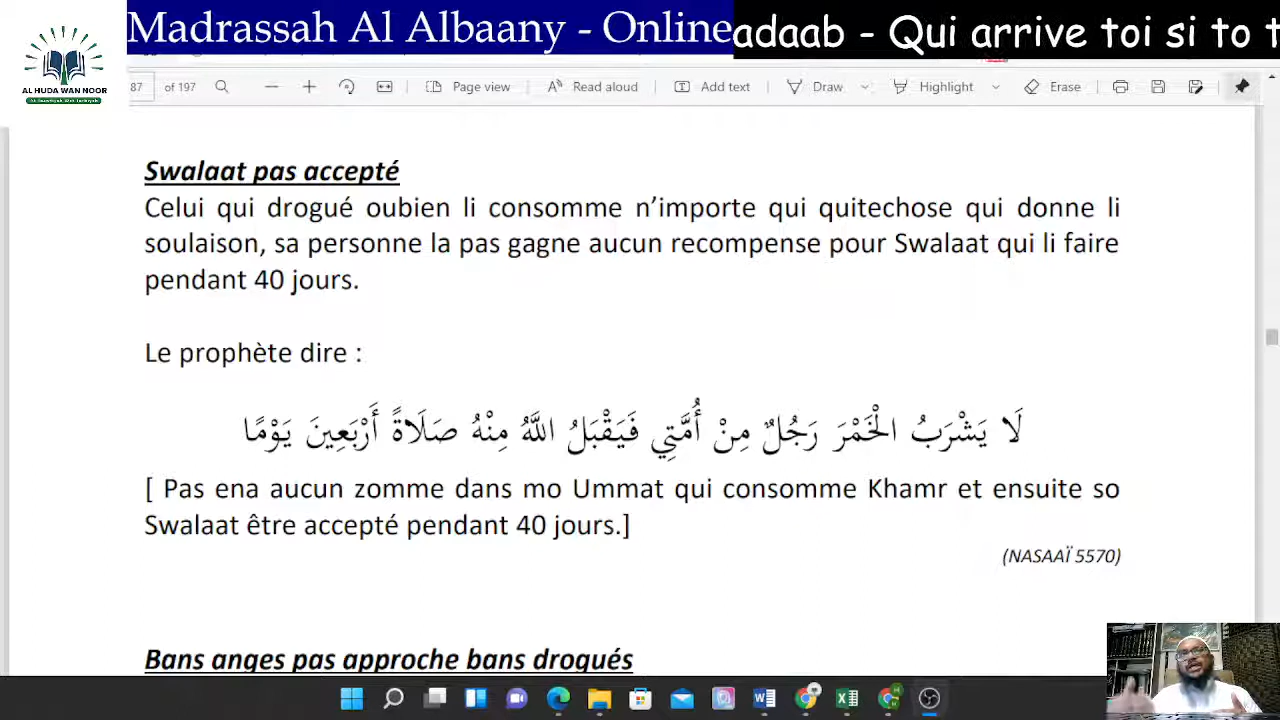 Madrassah Al Albaany - Online
adaab - Qui arrive toi si to t
AL HUDA WAN NOOR
87 of 197
Page view
Read aloud
Add text
Draw
Highlight
Erase
Swalaat pas accepté
Celui qui drogué oubien li consomme n’importe qui quitechose qui donne li
soulaison, sa personne la pas gagne aucun recompense pour Swalaat qui li faire
pendant 40 jours.
Le prophète dire :
لَا يَشْرَبُ الْخَمْرَ رَجُلٌ مِنْ أُمَّتِي فَيَقْبَلُ اللَّهُ مِنْهُ صَلَاةً أَرْبَعِينَ يَوْمًا
[ Pas ena aucun zomme dans mo Ummat qui consomme Khamr et ensuite so
Swalaat être accepté pendant 40 jours.]
(NASAAÏ 5570)
Bans anges pas approche bans drogués